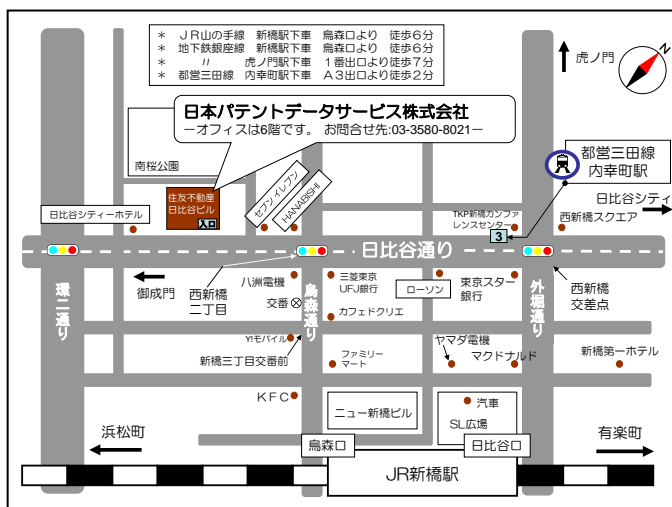 ＊　ＪＲ山の手線　新橋駅下車　烏森口より　徒歩６分
＊　地下鉄銀座線　新橋駅下車　烏森口より　徒歩６分
＊　　　〃　　　虎ノ門駅下車　１番出口より徒歩７分
＊　都営三田線　内幸町駅下車　Ａ３出口より徒歩２分
虎ノ門
日本パテントデータサービス株式会社
－オフィスは6階です。 お問合せ先:03-3580-8021－
南桜公園
都営三田線
内幸町駅
住友不動産
日比谷ビル
入口
セブンイレブン
HANABISHI
日比谷シティーホテル
日比谷シティ
TKP新橋カンファ
レンスセンター
3
西新橋スクエア
日比谷通り
環二通り
御成門
西新橋
二丁目
八洲電機
交番
烏森通り
三菱東京
UFJ銀行
カフェドクリエ
ローソン
東京スター
銀行
外堀通り
西新橋
交差点
Y!モバイル
新橋三丁目交番前
ファミリー
マート
ヤマダ電機
マクドナルド
新橋第一ホテル
ＫＦＣ
ニュー新橋ビル
汽車
SL広場
浜松町
烏森口
日比谷口
有楽町
JR新橋駅